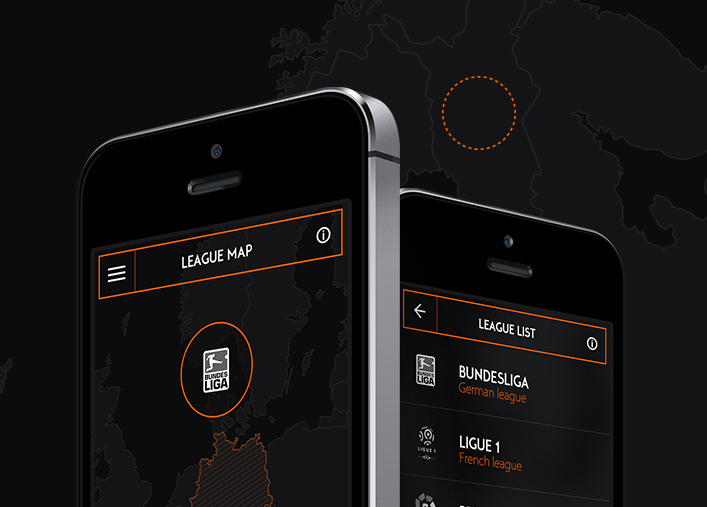 LEAGUE MAP
BUNDES
LIGA
LEAGUE LIST
BUNDES
LIGA
BUNDESLIGA
German league
LIGUE 1
LIGUE 1
French league